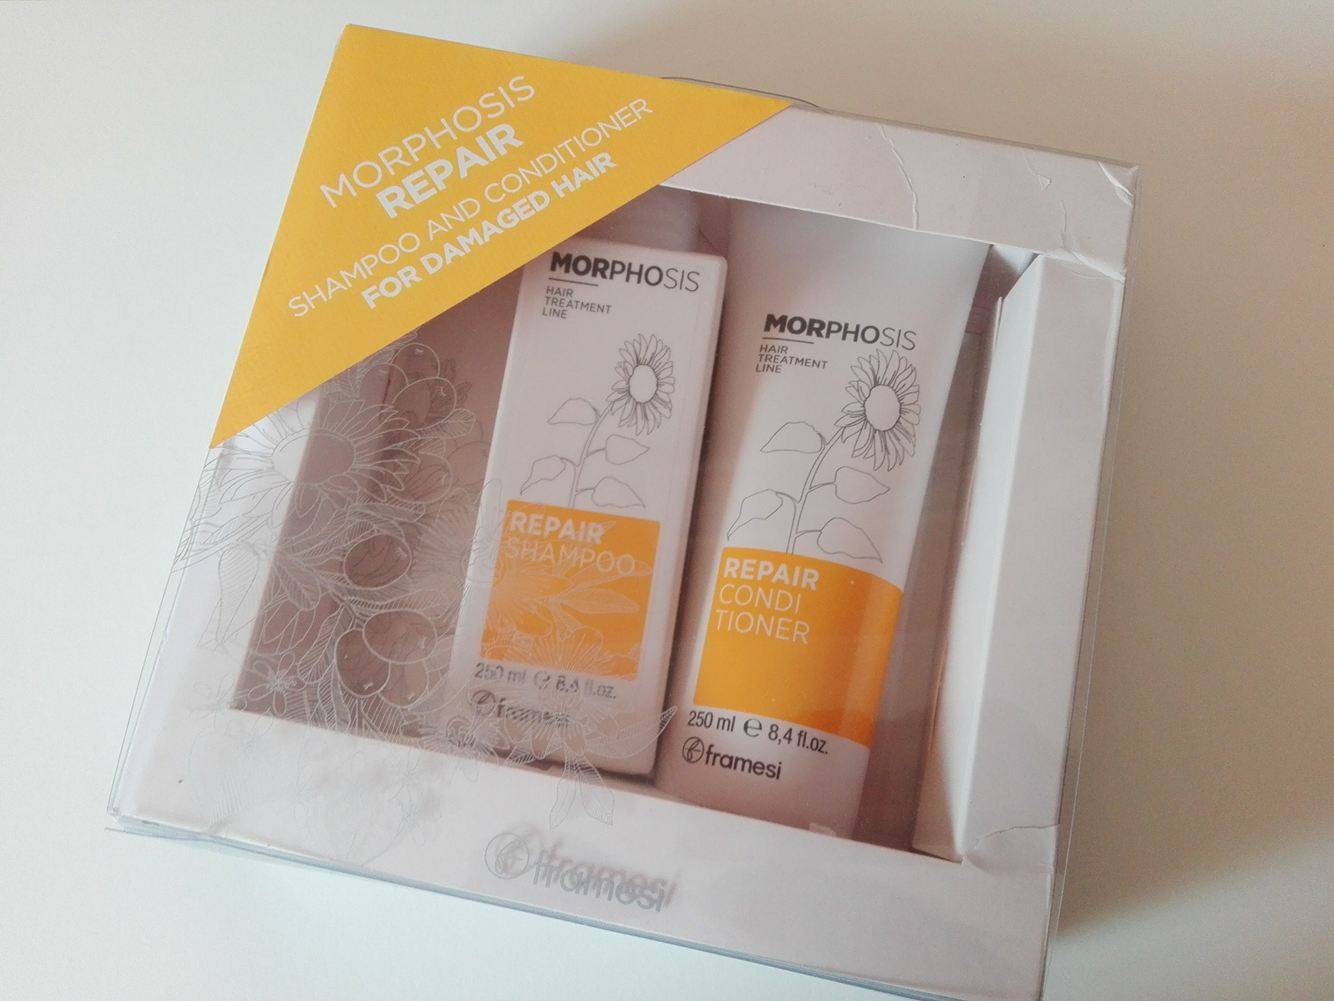 MORPHOSIS
REPAIR
SHAMPOO AND CONDITIONER
FOR DAMAGED HAIR
MORPHOSIS
HAIR
TREATMENT
LINE
REPAIR
SHAMPOO
250 ml e 8,4 fl.oz.
framesi
MORPHOSIS
HAIR
TREATMENT
LINE
REPAIR
CONDI
TIONER
250 ml e 8,4 fl.oz.
framesi
framesi